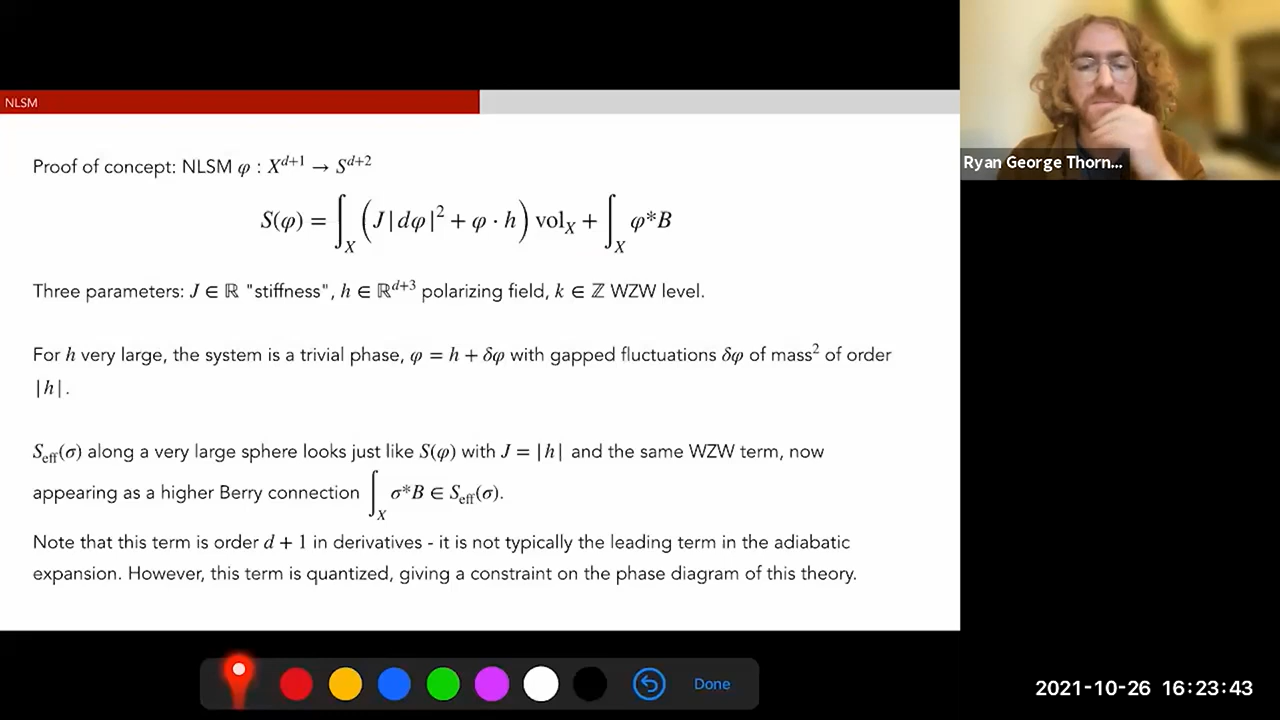 NLSM
Ryan George Thorn...
Proof of concept: NLSM φ : X^{d+1} → S^{d+2}
S(φ) = ∫_X (J|dφ|² + φ · h) vol_X + ∫_X φ*B
Three parameters: J ∈ ℝ "stiffness", h ∈ ℝ^{d+3} polarizing field, k ∈ ℤ WZW level.
For h very large, the system is a trivial phase, φ = h + δφ with gapped fluctuations δφ of mass² of order
|h|.
S_eff(σ) along a very large sphere looks just like S(φ) with J = |h| and the same WZW term, now
appearing as a higher Berry connection ∫_X σ*B ∈ S_eff(σ).
Note that this term is order d + 1 in derivatives - it is not typically the leading term in the adiabatic
expansion. However, this term is quantized, giving a constraint on the phase diagram of this theory.
Done
2021-10-26 16:23:43